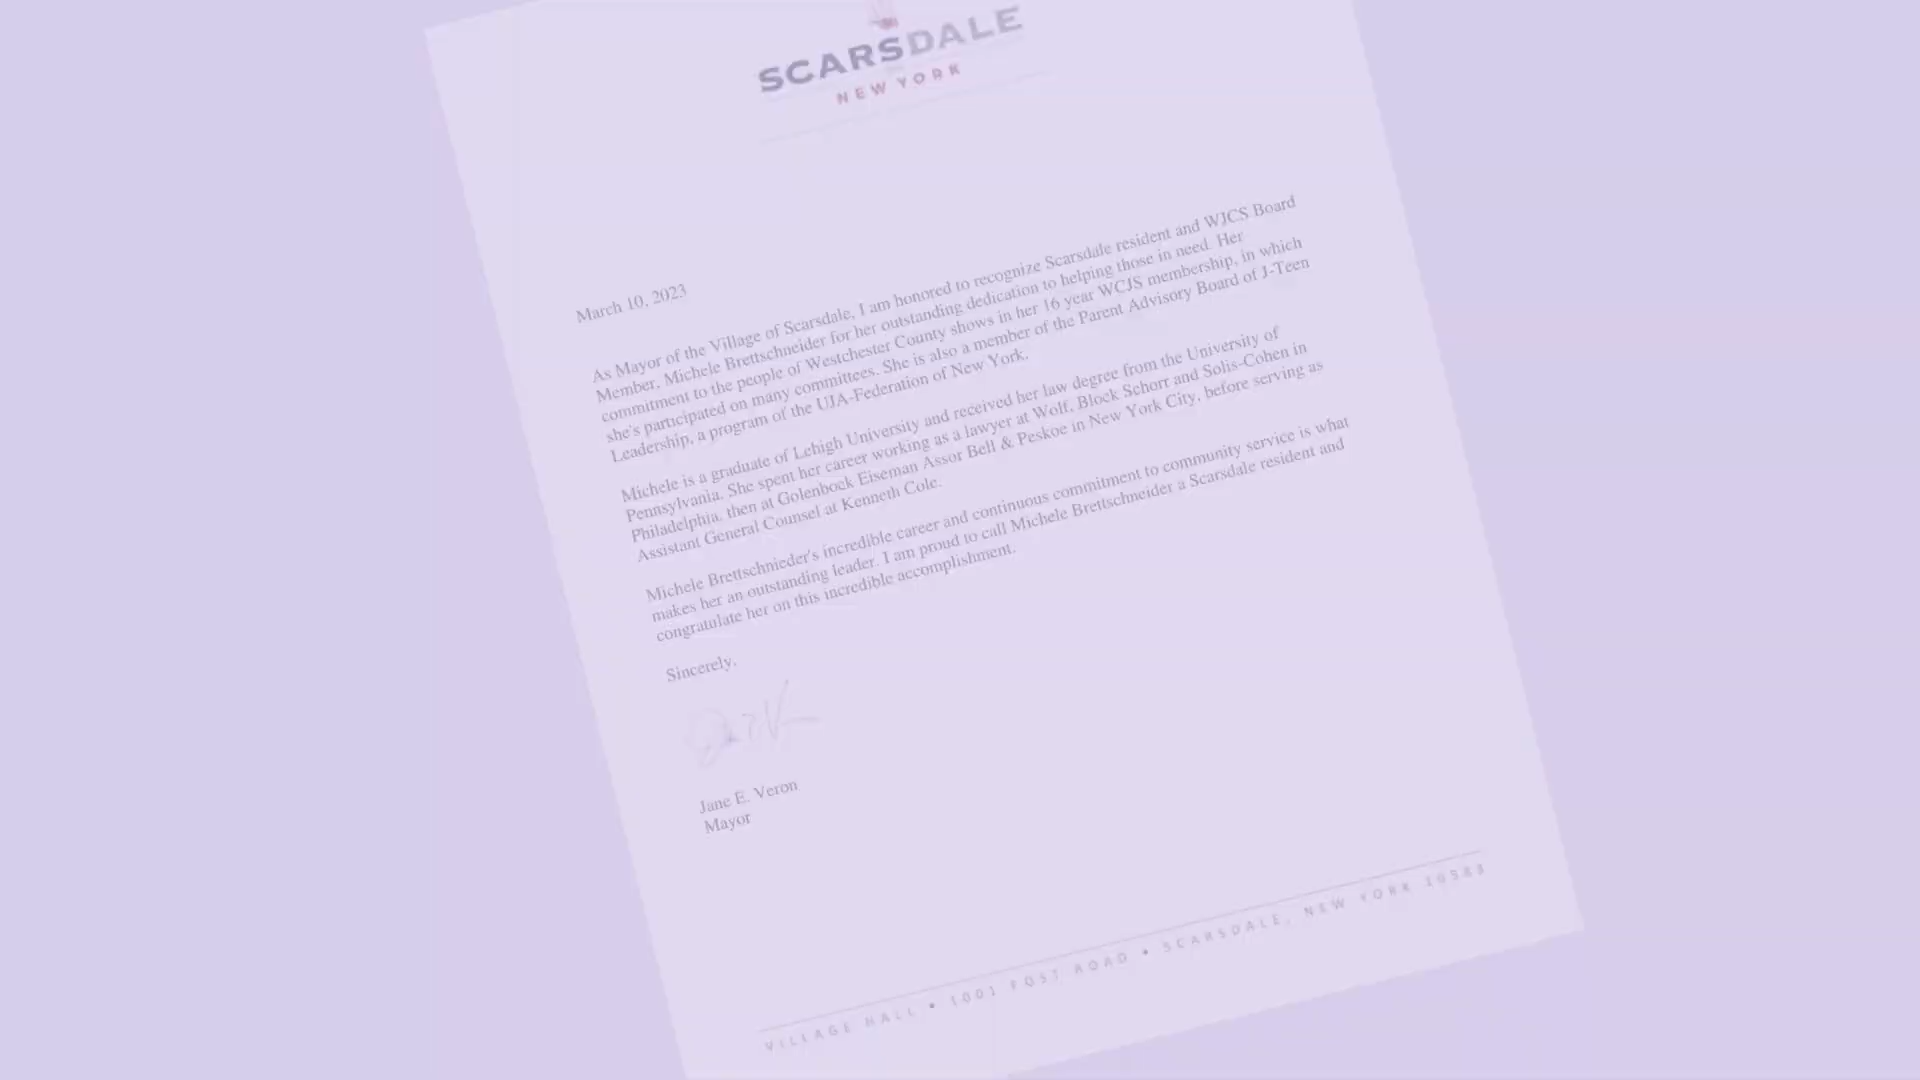 SCARSDALE
NEW YORK
March 10, 2023
As Mayor of the Village of Scarsdale, I am honored to recognize Scarsdale resident and WJCS Board
Member, Michele Brettschneider for her outstanding dedication to helping those in need. Her
commitment to the people of Westchester County shows in her 16 year WCJS membership, in which
she's participated on many committees. She is also a member of the Parent Advisory Board of J-Teen
Leadership, a program of the UJA-Federation of New York.
Michele is a graduate of Lehigh University and received her law degree from the University of
Pennsylvania. She spent her career working as a lawyer at Wolf, Block Schorr and Solis-Cohen in
Philadelphia, then at Golenbock Eiseman Assor Bell & Peskoe in New York City, before serving as
Assistant General Counsel at Kenneth Cole.
Michele Brettschnieder's incredible career and continuous commitment to community service is what
makes her an outstanding leader. I am proud to call Michele Brettschneider a Scarsdale resident and
congratulate her on this incredible accomplishment.
Sincerely,
Jane E. Veron
Mayor
VILLAGE HALL • 1001 POST ROAD • SCARSDALE, NEW YORK 10583